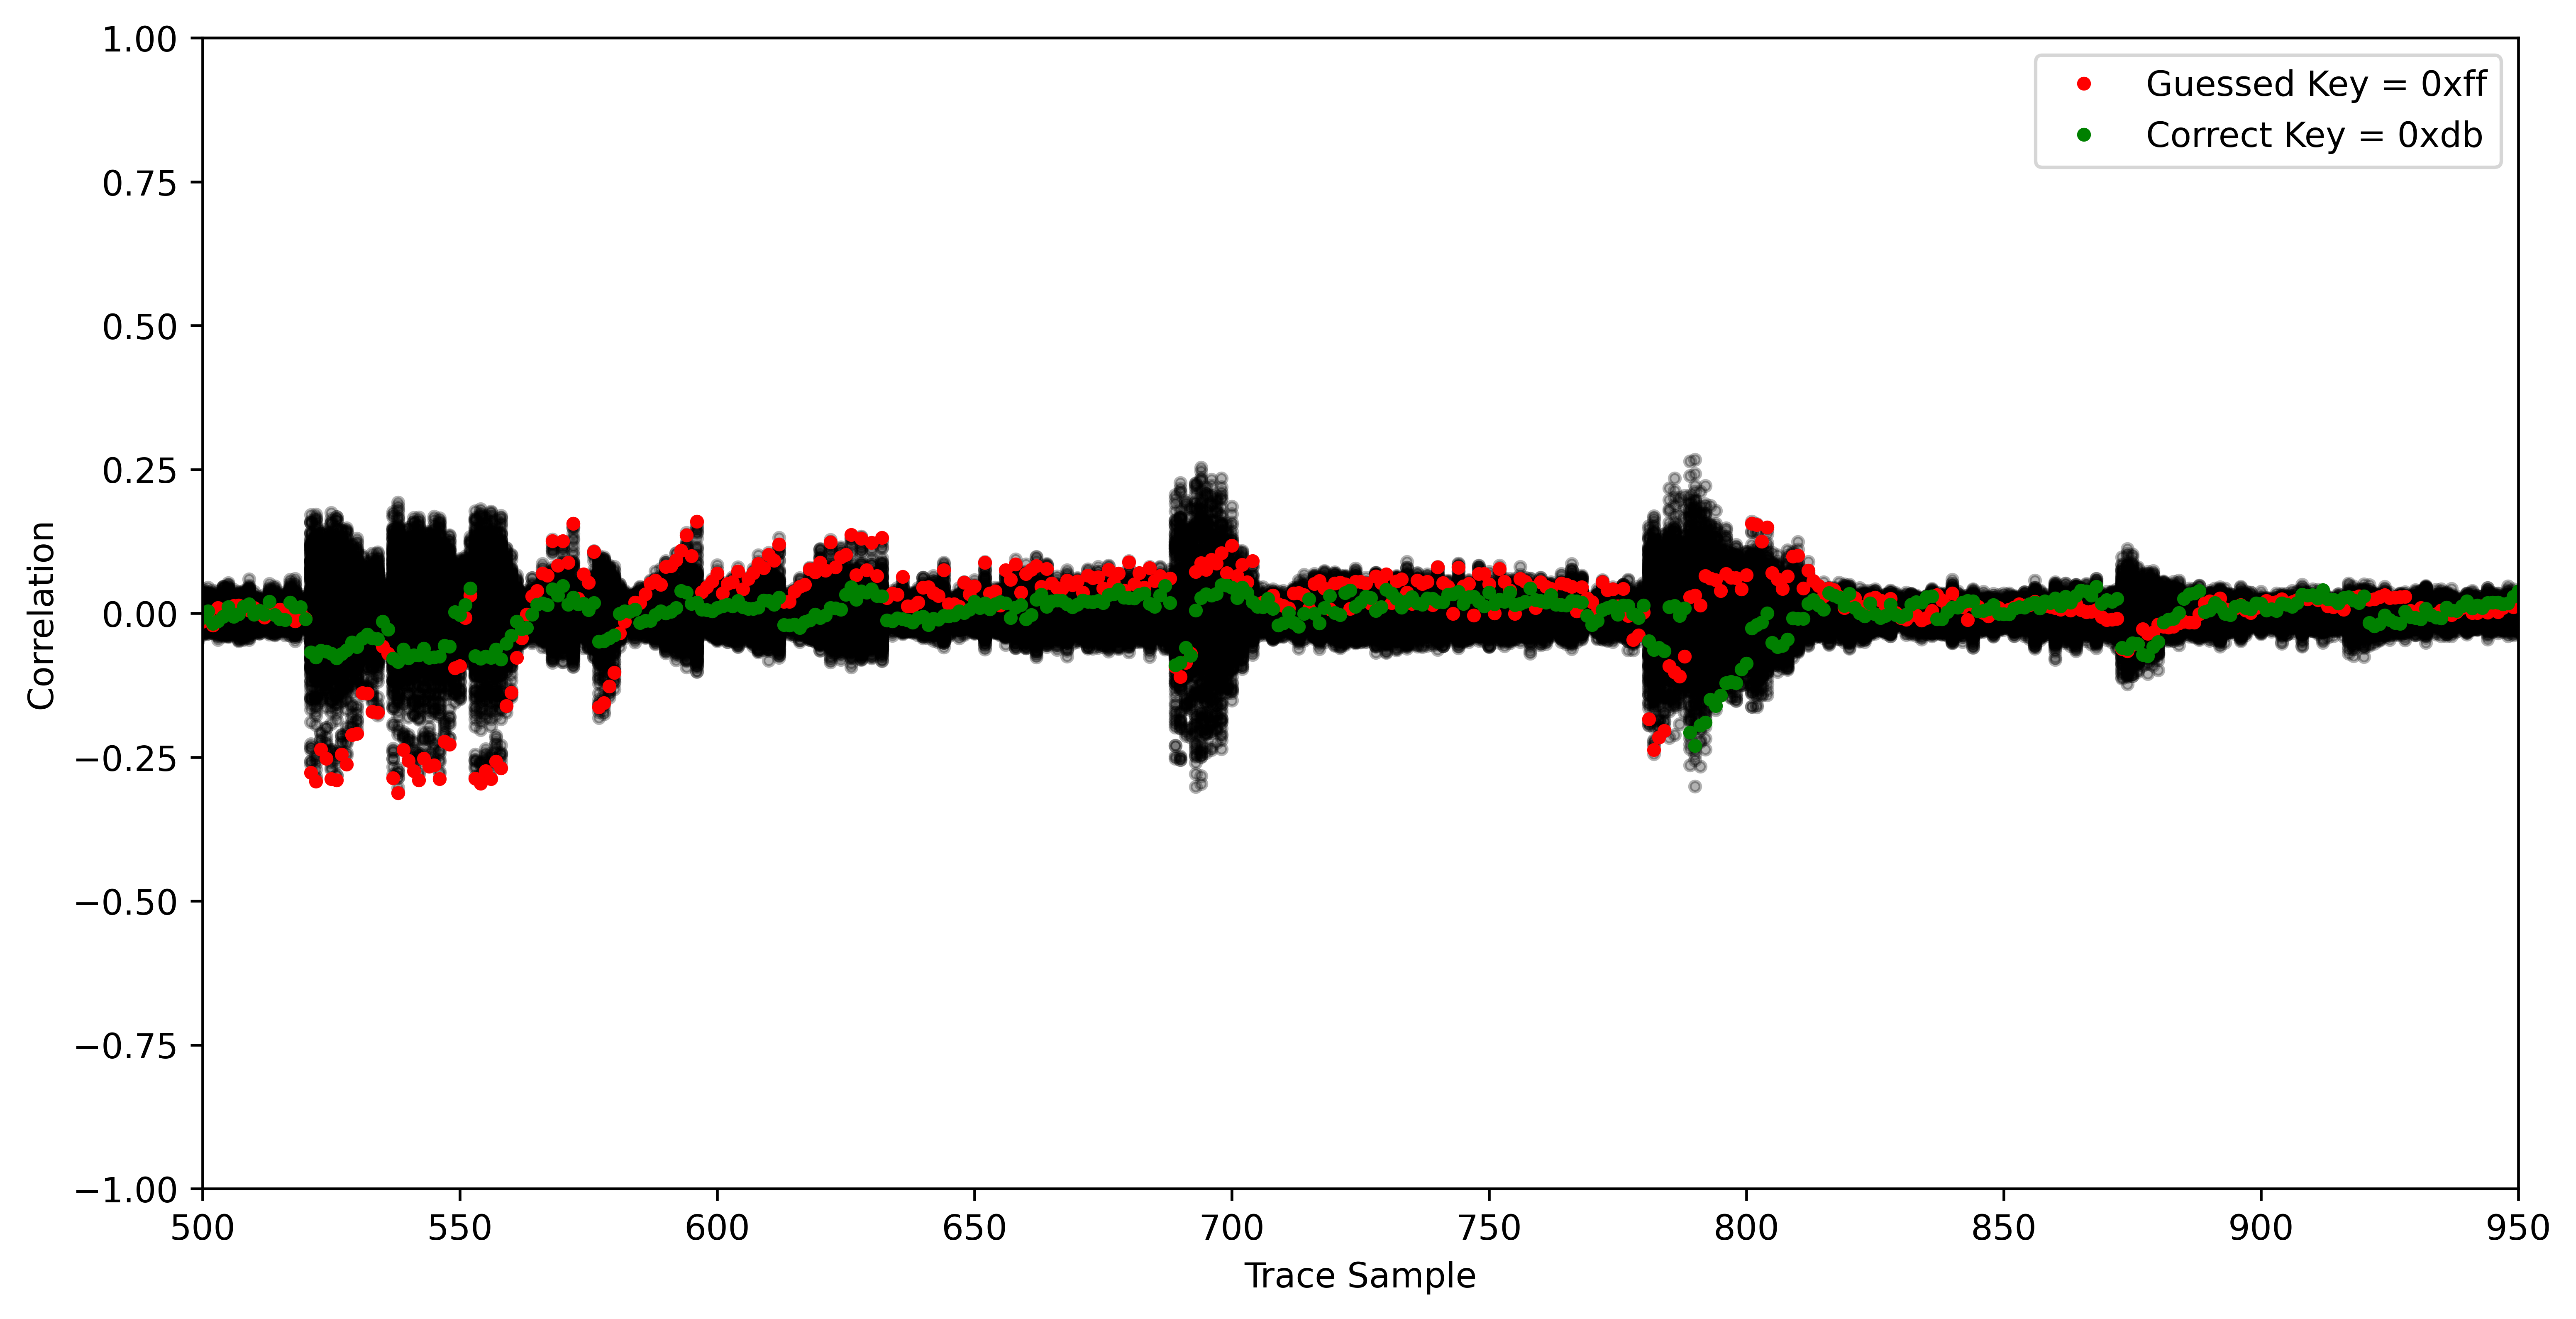 Guessed Key = 0xff
Correct Key = 0xdb
1.00
0.75
0.50
0.25
0.00
−0.25
−0.50
−0.75
−1.00
Correlation
500 550 600 650 700 750 800 850 900 950
Trace Sample